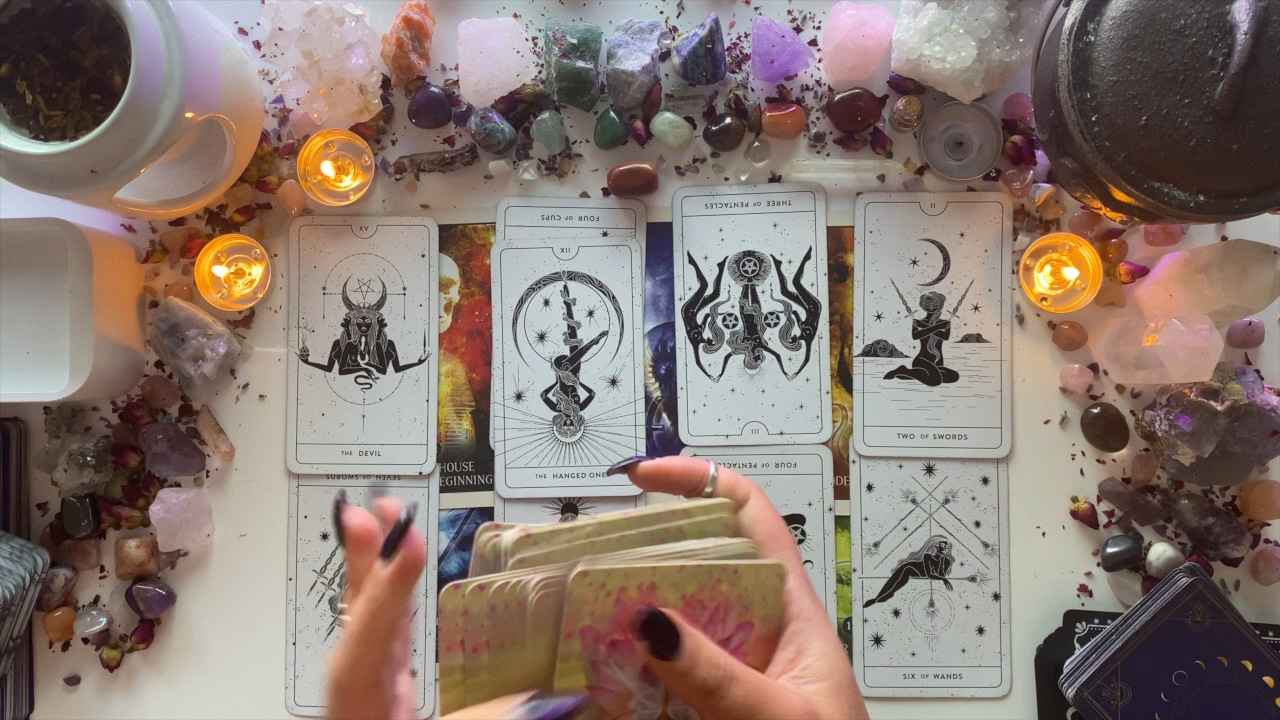 XV
THE DEVIL
FOUR OF CUPS
XII
THE HANGED ONE
THREE OF PENTACLES
III
II
TWO OF SWORDS
HOUSE
SEVEN OF SWORDS
FOUR OF PENTACLES
SIX OF WANDS